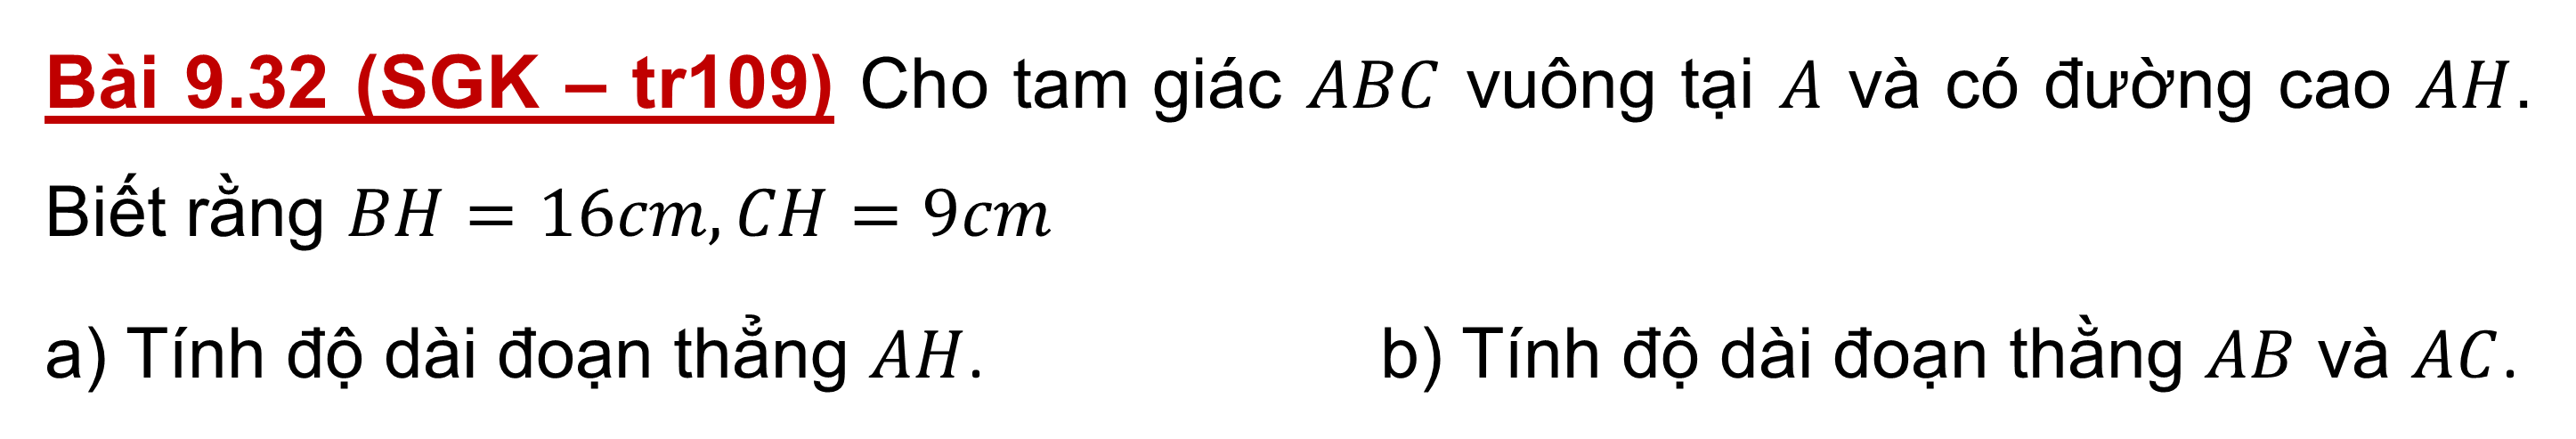 Bài 9.32 (SGK – tr109) Cho tam giác ABC vuông tại A và có đường cao AH.
Biết rằng BH = 16cm, CH = 9cm
a) Tính độ dài đoạn thẳng AH. b) Tính độ dài đoạn thằng AB và AC.